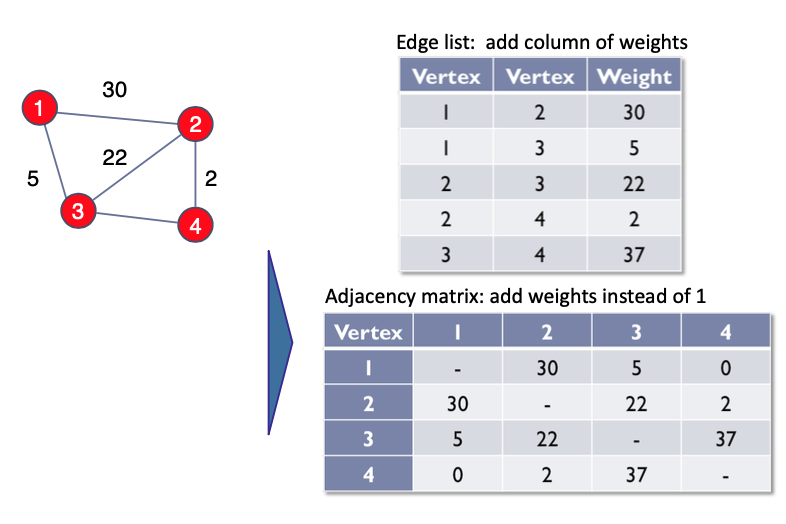 Edge list: add column of weights
Vertex Vertex Weight
1 2 30
1 3 5
2 3 22
2 4 2
3 4 37
30
1
2
22
5
2
3
4
Adjacency matrix: add weights instead of 1
Vertex 1 2 3 4
1 - 30 5 0
2 30 - 22 2
3 5 22 - 37
4 0 2 37 -